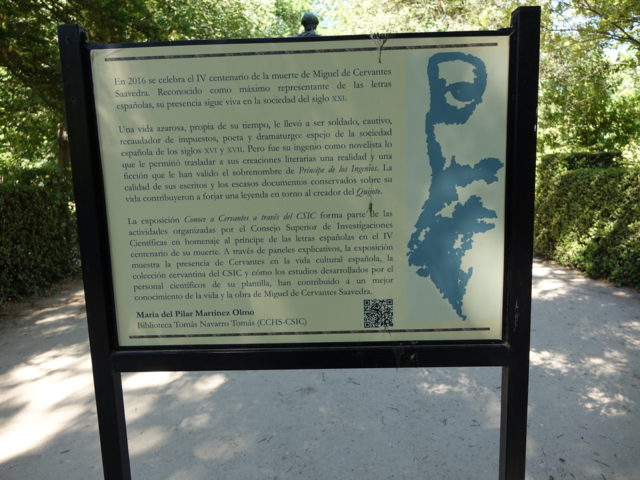 En 2016 se celebra el IV centenario de la muerte de Miguel de Cervantes
Saavedra. Reconocido como máximo representante de las letras
españolas, su presencia sigue viva en la sociedad del siglo XXI.
Una vida azarosa, propia de su tiempo, le llevó a ser soldado, cautivo,
recaudador de impuestos, poeta y dramaturgo: espejo de la sociedad
española de los siglos XVI y XVII. Pero fue su ingenio como novelista lo
que le permitió trasladar a sus creaciones literarias una realidad y una
ficción que le han valido el sobrenombre de Príncipe de los Ingenios. La
calidad de sus escritos y los escasos documentos conservados sobre su
vida contribuyeron a forjar una leyenda en torno al creador del Quijote.
La exposición Conoce a Cervantes a través del CSIC forma parte de las
actividades organizadas por el Consejo Superior de Investigaciones
Científicas en homenaje al príncipe de las letras españolas en el IV
centenario de su muerte. A través de paneles explicativos, la exposición
muestra la presencia de Cervantes en la vida cultural española, la
colección cervantina del CSIC y cómo los estudios desarrollados por el
personal científicos de su plantilla, han contribuido a un mejor
conocimiento de la vida y la obra de Miguel de Cervantes Saavedra.
María del Pilar Martínez Olmo
Biblioteca Tomás Navarro Tomás (CCHS-CSIC)